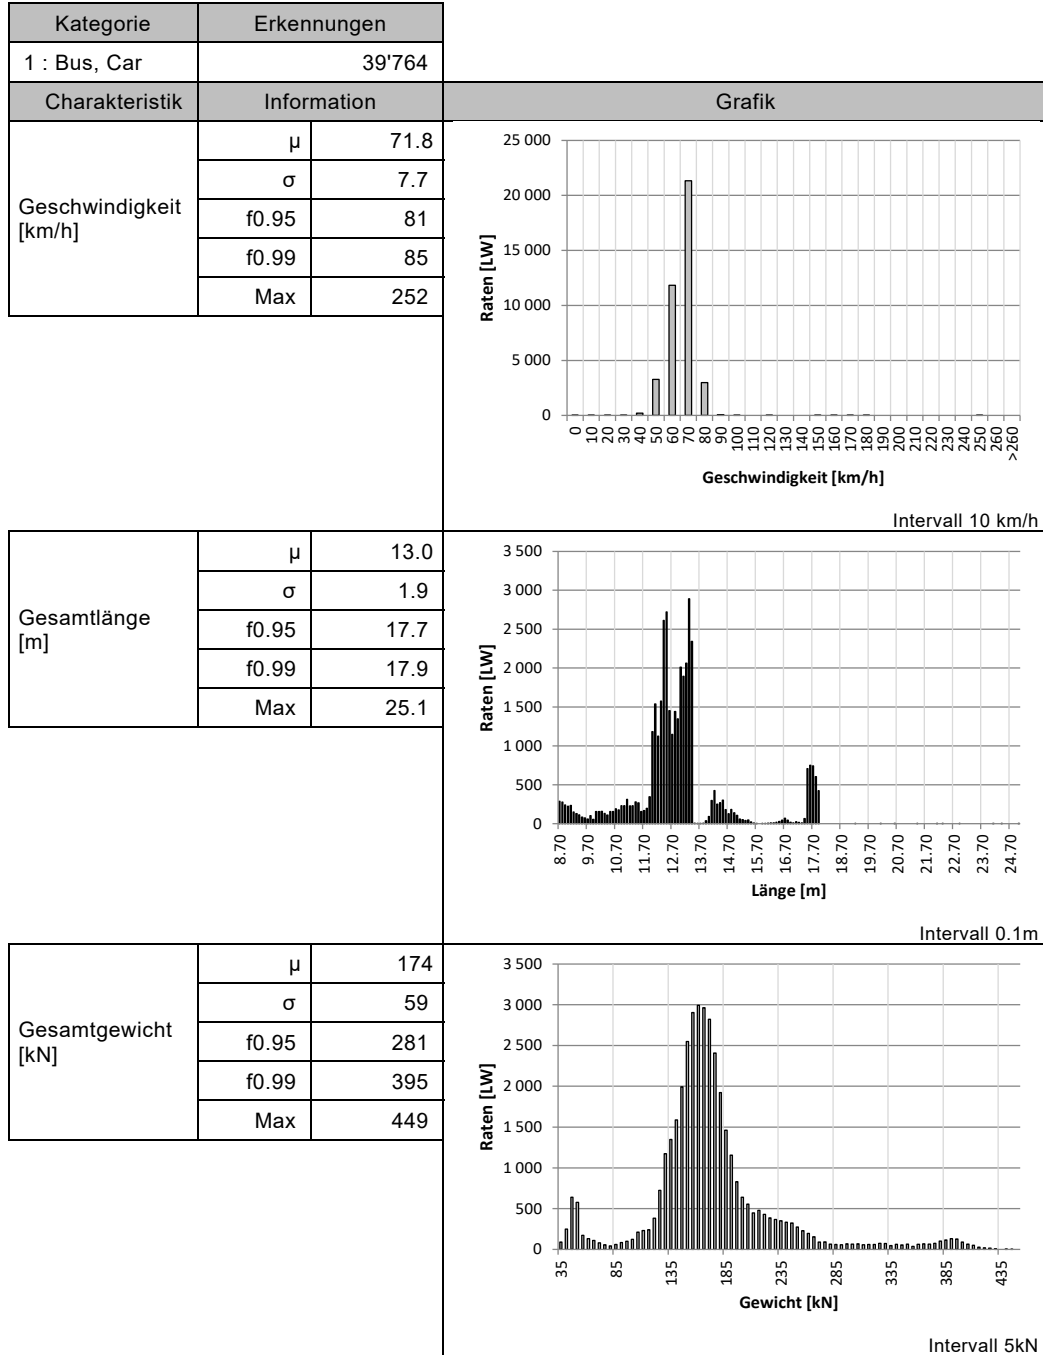 Kategorie Erkennungen
1 : Bus, Car 39'764
Charakteristik Information Grafik
Geschwindigkeit
[km/h]
μ 71.8
σ 7.7
f0.95 81
f0.99 85
Max 252
Raten [LW]
25 000
20 000
15 000
10 000
5 000
0
0 10 20 30 40 50 60 70 80 90 100 110 120 130 140 150 160 170 180 190 200 210 220 230 240 250 260 >260
Geschwindigkeit [km/h]
Intervall 10 km/h
Gesamtlänge
[m]
μ 13.0
σ 1.9
f0.95 17.7
f0.99 17.9
Max 25.1
Raten [LW]
3 500
3 000
2 500
2 000
1 500
1 000
500
0
8.70 9.70 10.70 11.70 12.70 13.70 14.70 15.70 16.70 17.70 18.70 19.70 20.70 21.70 22.70 23.70 24.70
Länge [m]
Intervall 0.1m
Gesamtgewicht
[kN]
μ 174
σ 59
f0.95 281
f0.99 395
Max 449
Raten [LW]
3 500
3 000
2 500
2 000
1 500
1 000
500
0
35 85 135 185 235 285 335 385 435
Gewicht [kN]
Intervall 5kN